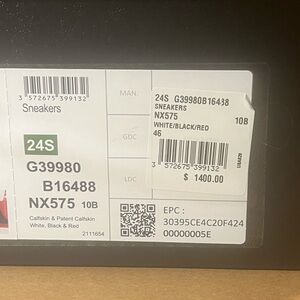 3 572675 399132
Sneakers
24S
G39980
B16488
NX575 10B
Calfskin & Patent Calfskin
White, Black & Red
2111654
MAN.
GDC
LDC
24S G39980B16488
SNEAKERS
NX575 10B
WHITE/BLACK/RED
46
3 572675 399132
$ 1400.00
EPC :
30395CE4C20F424
00000005E